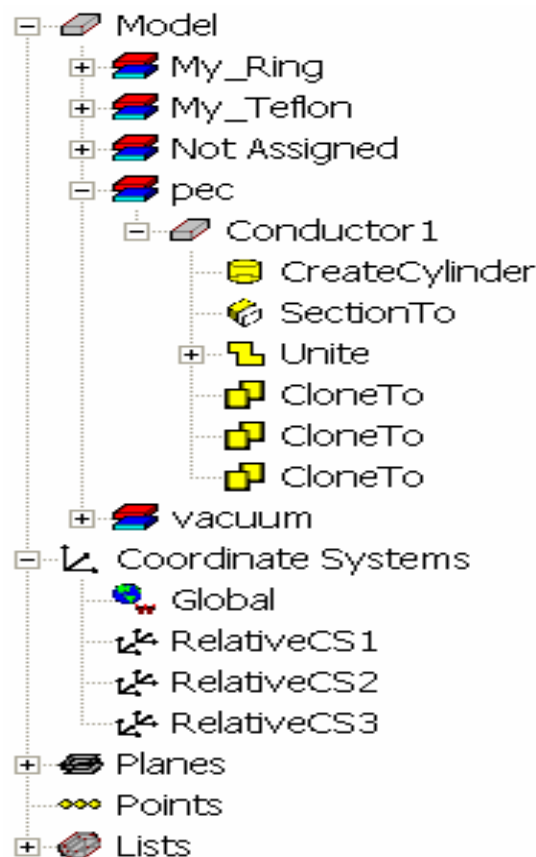 Model
My_Ring
My_Teflon
Not Assigned
pec
Conductor1
CreateCylinder
SectionTo
Unite
CloneTo
CloneTo
CloneTo
vacuum
Coordinate Systems
Global
RelativeCS1
RelativeCS2
RelativeCS3
Planes
Points
Lists